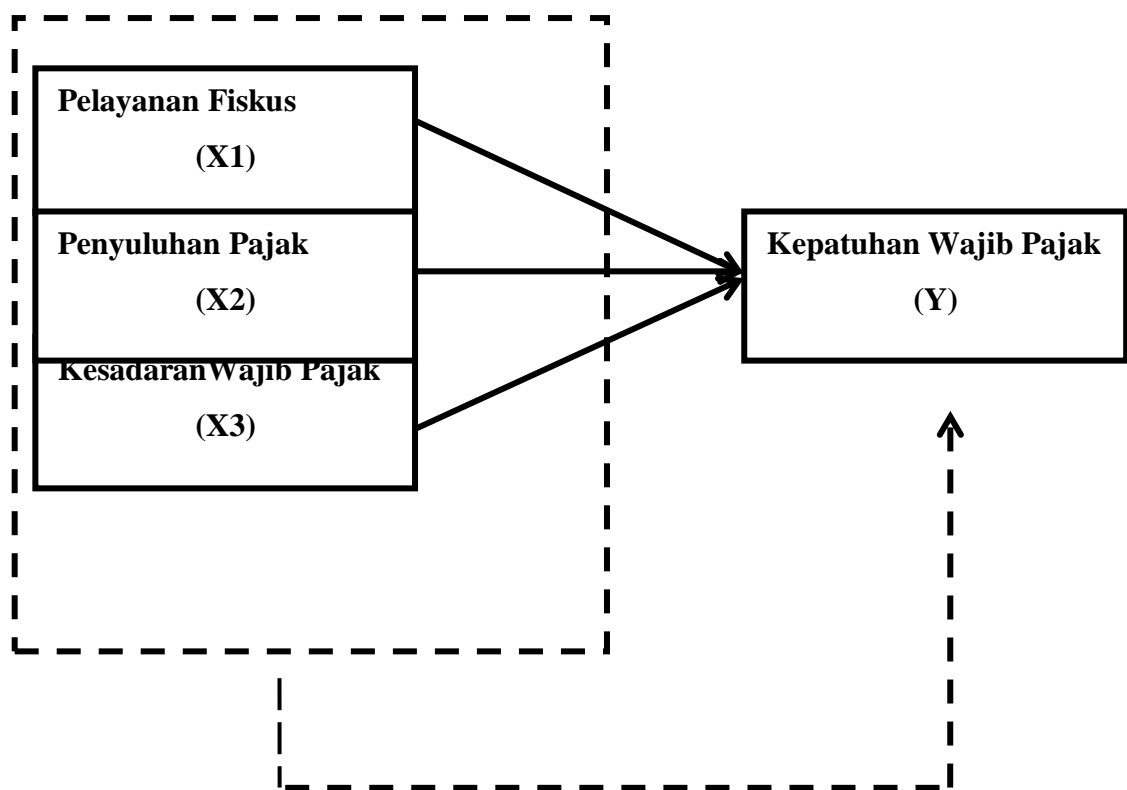 Pelayanan Fiskus
(X1)
Penyuluhan Pajak
(X2)
KesadaranWajib Pajak
(X3)
Kepatuhan Wajib Pajak
(Y)